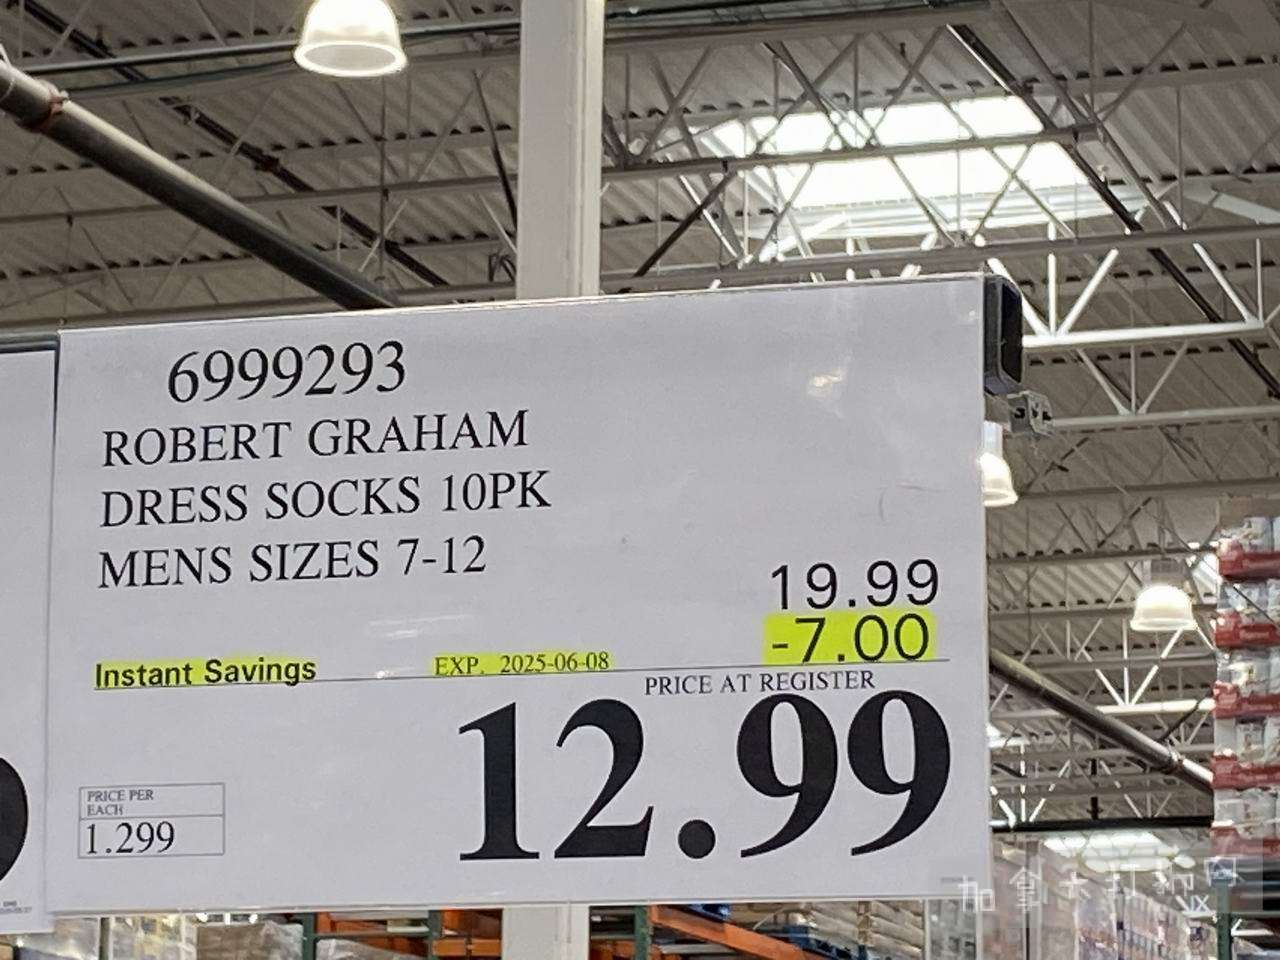 6999293
ROBERT GRAHAM
DRESS SOCKS 10PK
MENS SIZES 7-12
19.99
-7.00
Instant Savings EXP. 2025-06-08
PRICE AT REGISTER
12.99
PRICE PER
EACH
1.299
加拿大打折网